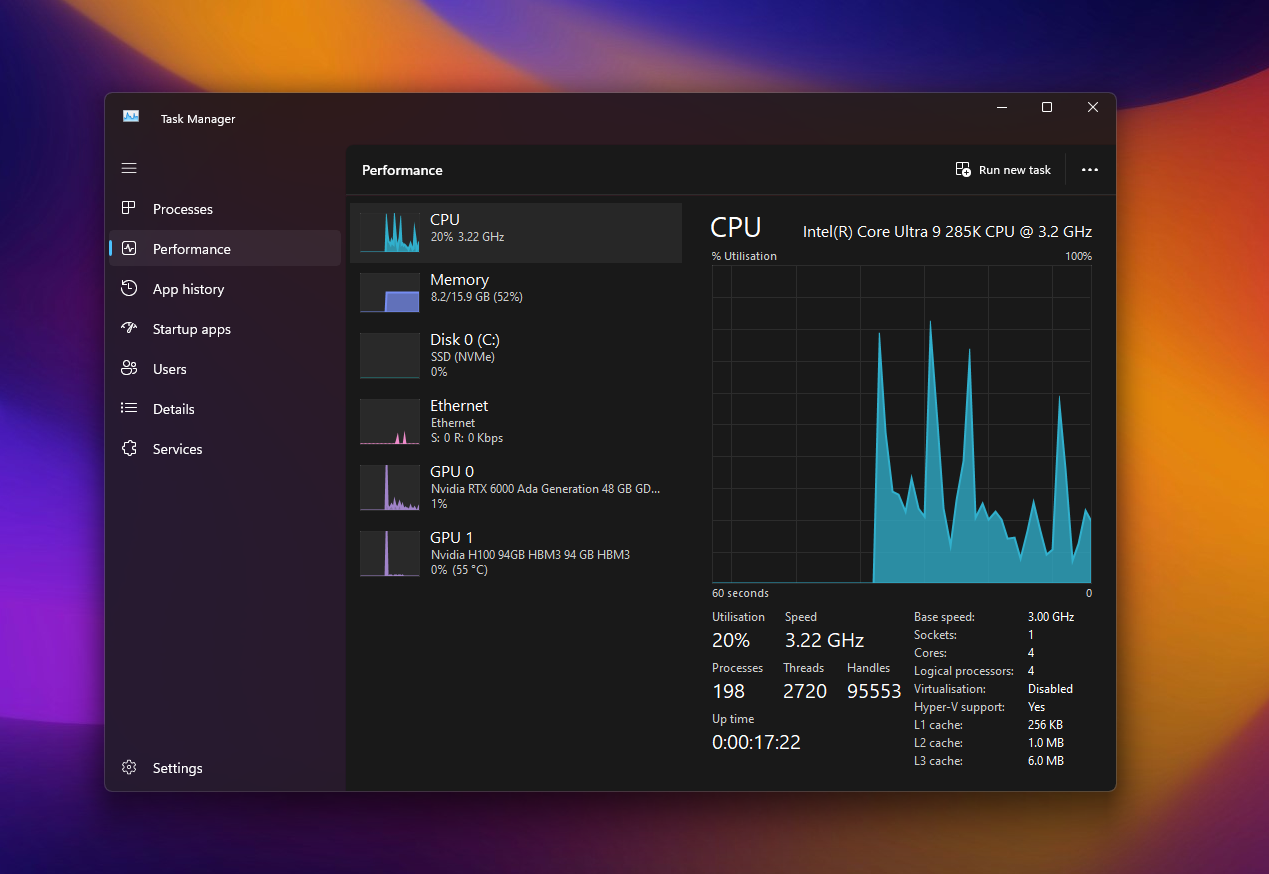 Task Manager
Processes
Performance
App history
Startup apps
Users
Details
Services
Settings
Performance
Run new task
CPU
20% 3.22 GHz
Memory
8.2/15.9 GB (52%)
Disk 0 (C:)
SSD (NVMe)
0%
Ethernet
Ethernet
S: 0 R: 0 Kbps
GPU 0
Nvidia RTX 6000 Ada Generation 48 GB GD...
1%
GPU 1
Nvidia H100 94GB HBM3 94 GB HBM3
0% (55 °C)
CPU Intel(R) Core Ultra 9 285K CPU @ 3.2 GHz
% Utilisation 100%
60 seconds 0
Utilisation Speed
20% 3.22 GHz
Processes Threads Handles
198 2720 95553
Up time
0:00:17:22
Base speed: 3.00 GHz
Sockets: 1
Cores: 4
Logical processors: 4
Virtualisation: Disabled
Hyper-V support: Yes
L1 cache: 256 KB
L2 cache: 1.0 MB
L3 cache: 6.0 MB